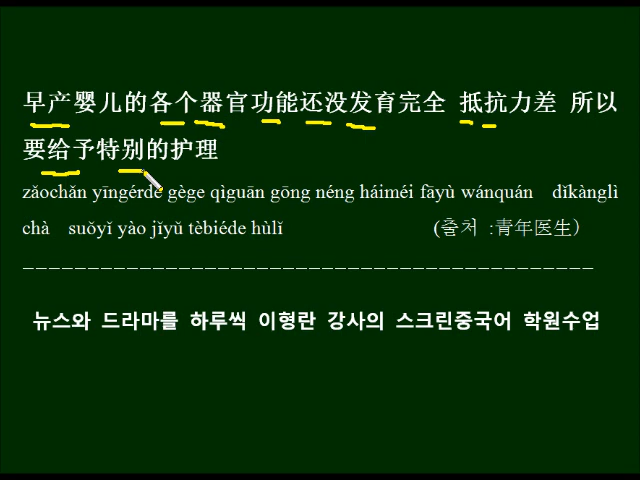 早产婴儿的各个器官功能还没发育完全 抵抗力差 所以
要给予特别的护理
zǎochǎn yīngérde gège qìguān gōng néng háiméi fāyù wánquán dǐkànglì
chà suǒyǐ yào jǐyǔ tèbiéde hùlǐ (출처 :青年医生)
뉴스와 드라마를 하루씩 이형란 강사의 스크린중국어 학원수업